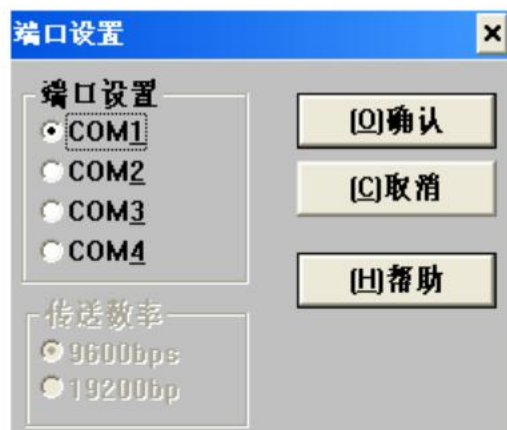 端口设置
端口设置
COM1
COM2
COM3
COM4
[O]确认
[C]取消
[H]帮助
传送数率
9600bps
19200bp